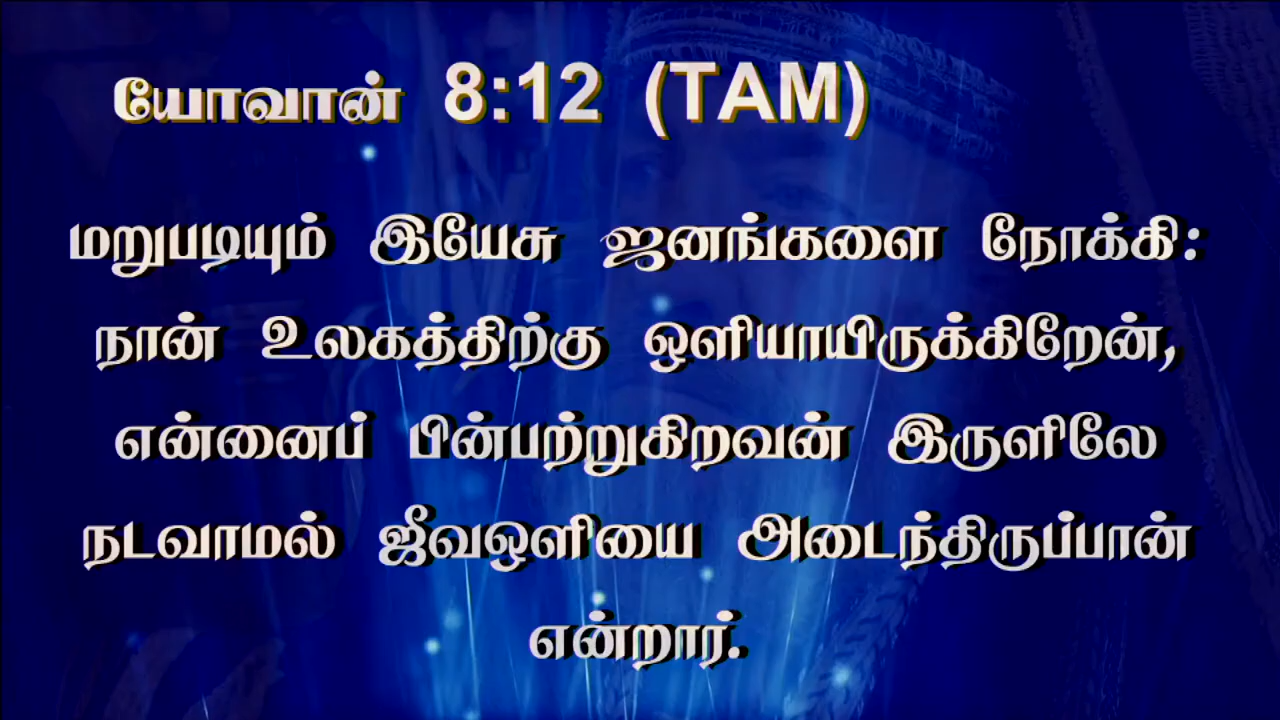 யோவான் 8:12 (TAM)
மறுபடியும் இயேசு ஜனங்களை நோக்கி:
நான் உலகத்திற்கு ஒளியாயிருக்கிறேன்,
என்னைப் பின்பற்றுகிறவன் இருளிலே
நடவாமல் ஜீவஒளியை அடைந்திருப்பான்
என்றார்.